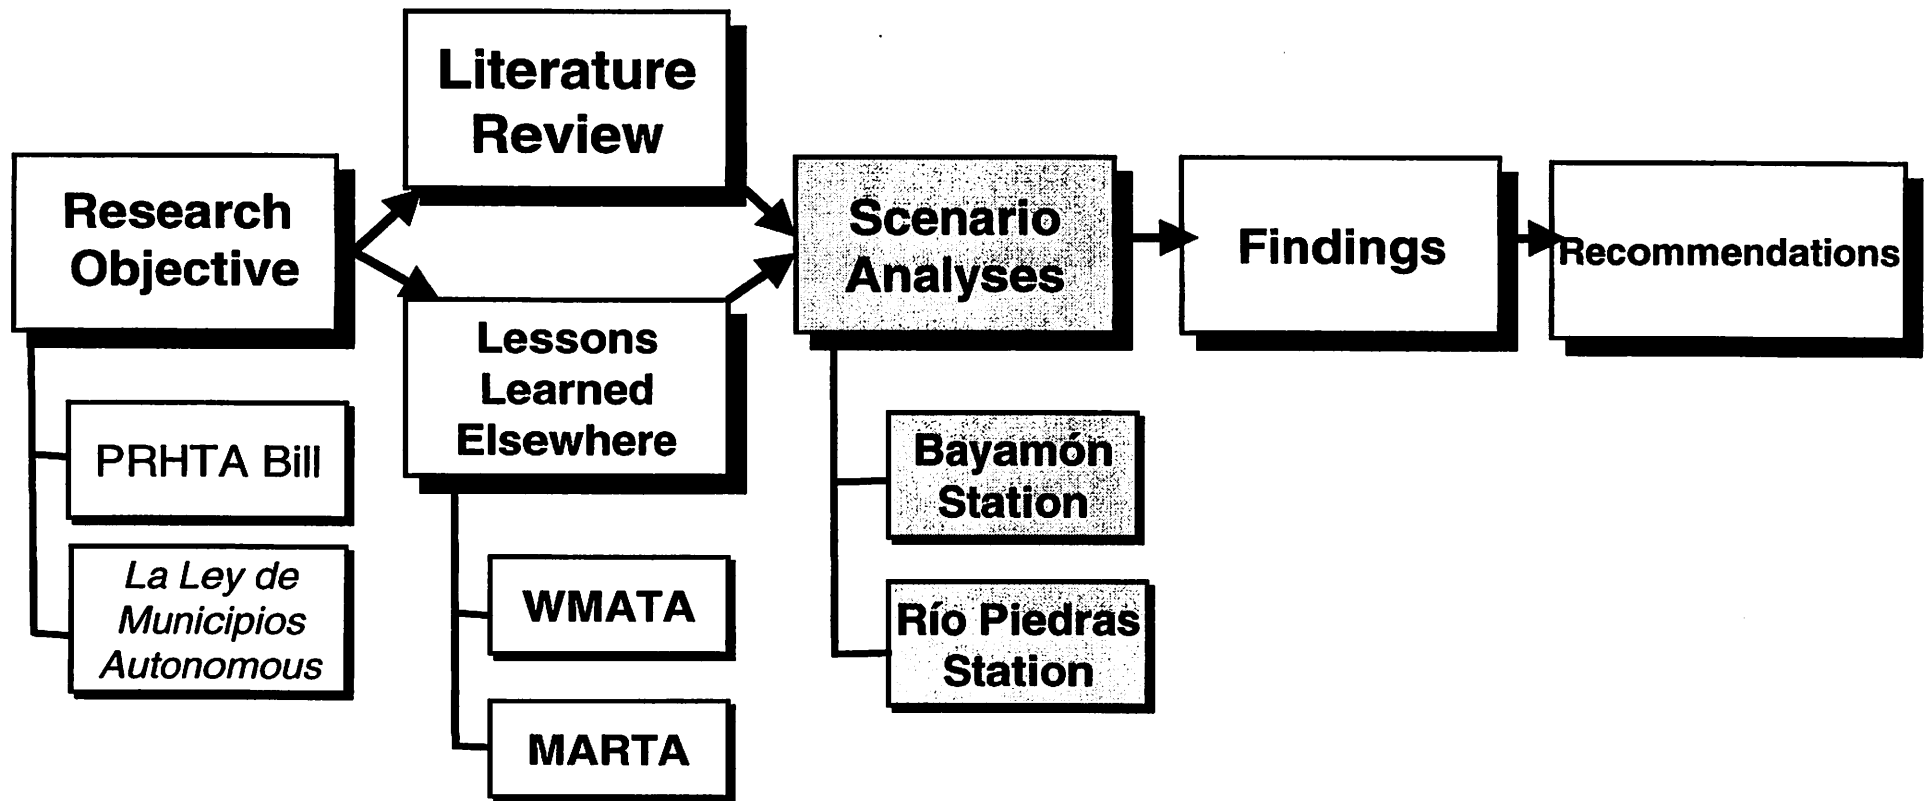 Literature
Review
Research
Objective
Lessons
Learned
Elsewhere
Scenario
Analyses
Findings
Recommendations
PRHTA Bill
La Ley de
Municipios
Autonomous
WMATA
MARTA
Bayamón
Station
Río Piedras
Station